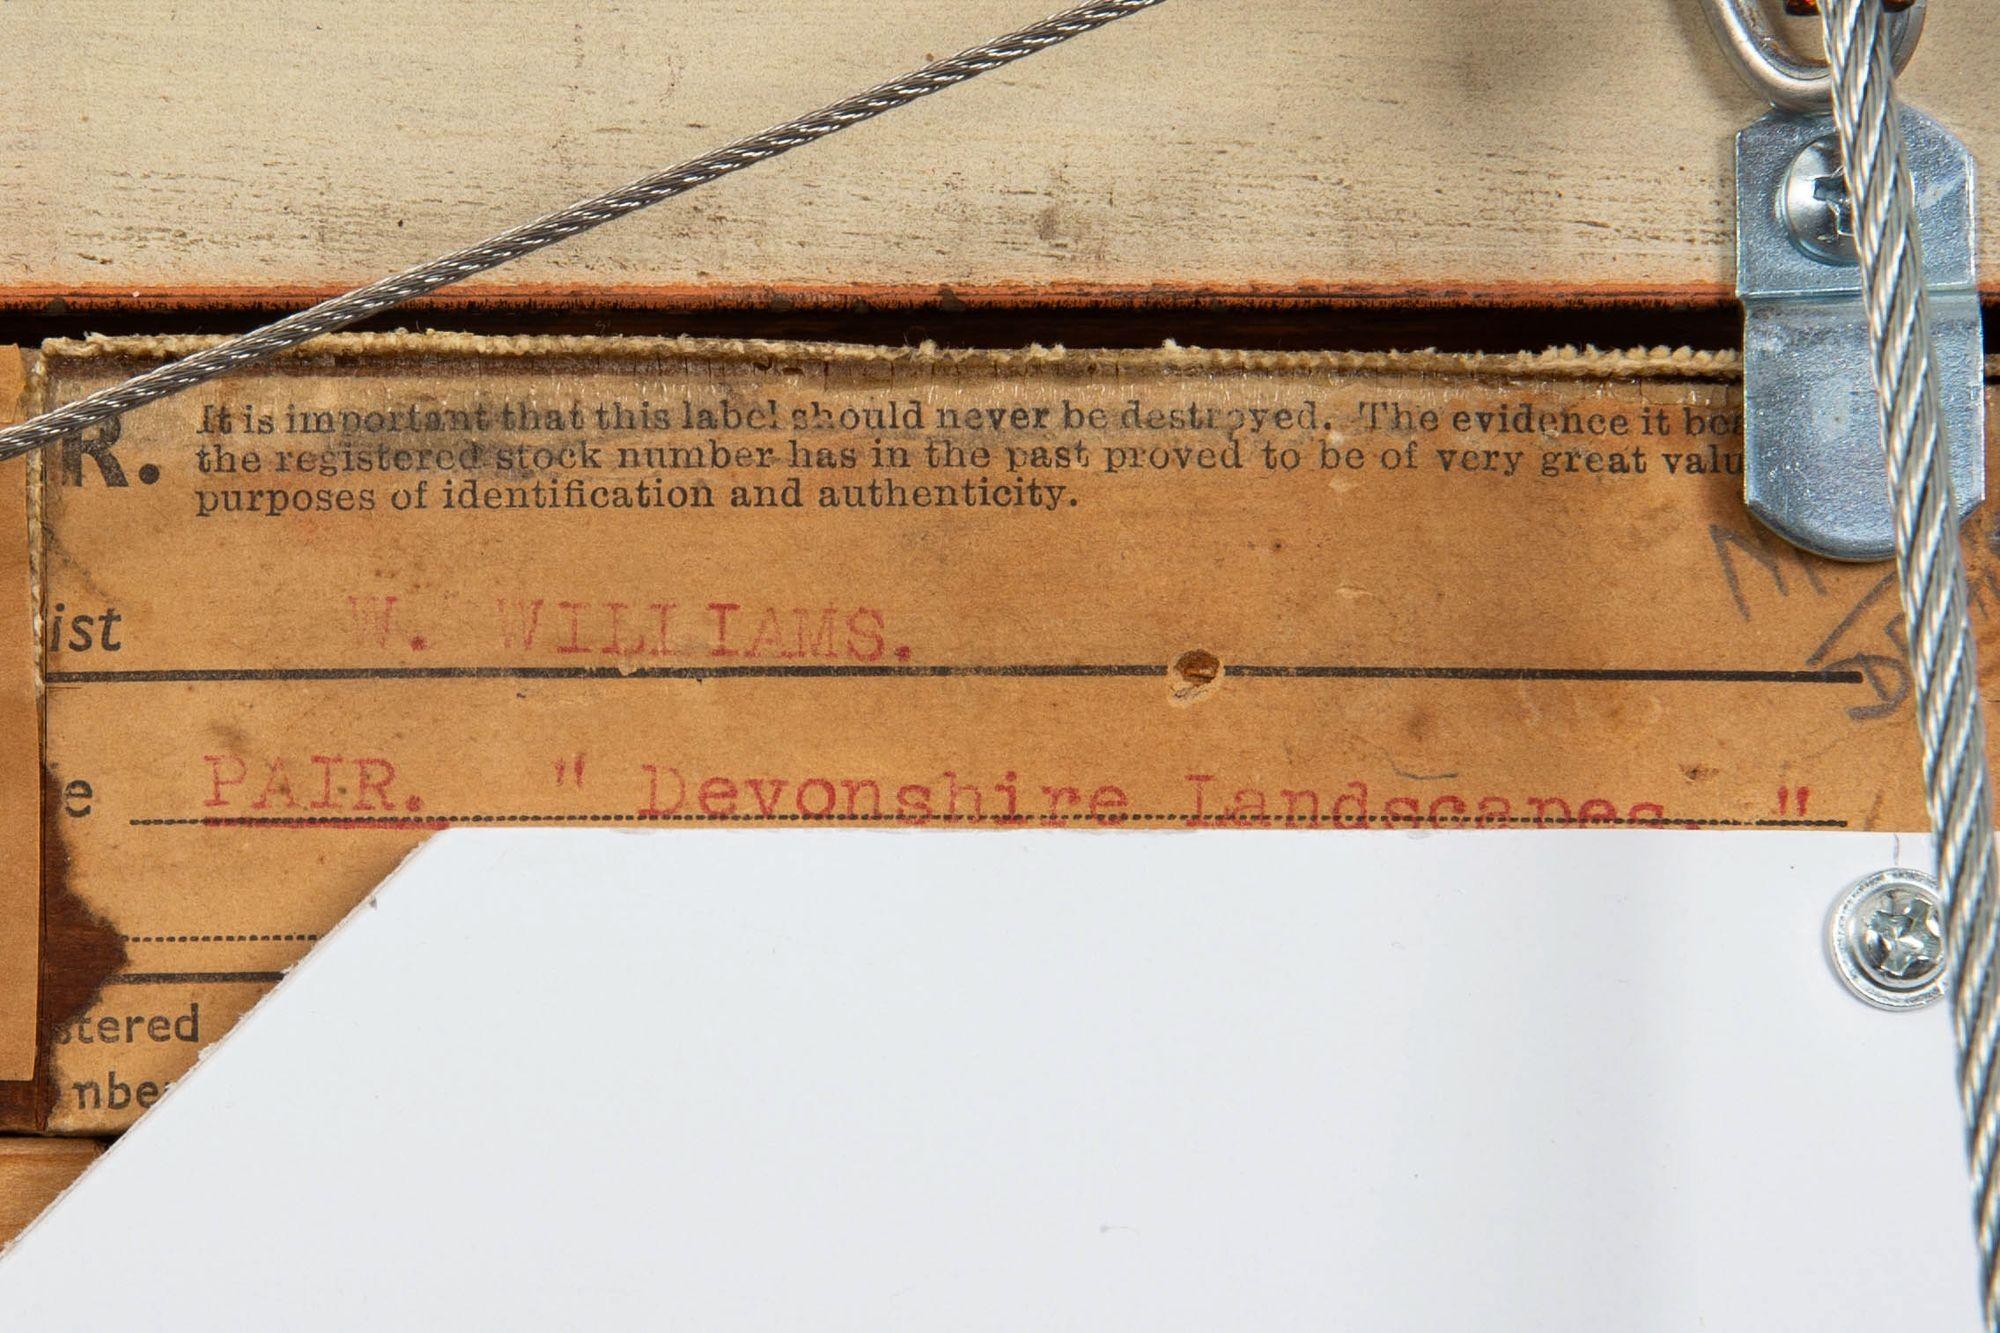 R. It is important that this label should never be destroyed. The evidence it
the registered stock number has in the past proved to be of very great
purposes of identification and authenticity.
ist W. WILLIAMS.
e PAIR. " Devonshire Landscapes. "
stered
nbe